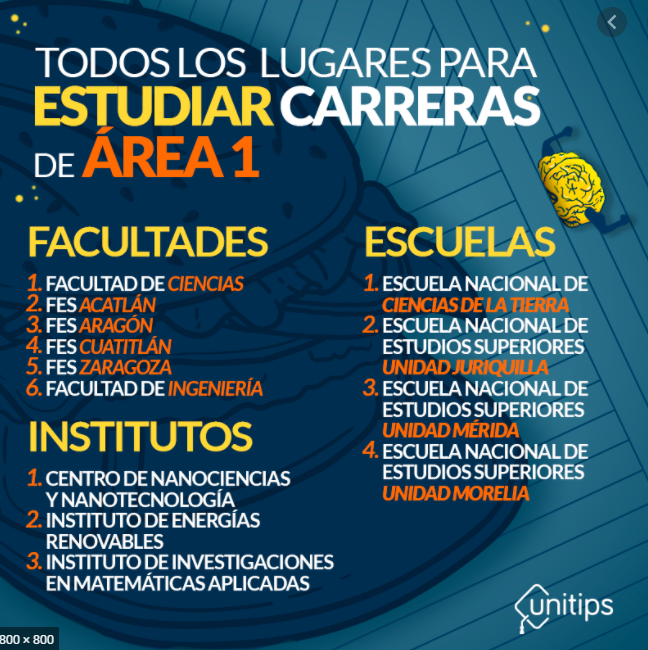 TODOS LOS LUGARES PARA
ESTUDIAR CARRERAS
DE ÁREA 1
FACULTADES
1. FACULTAD DE CIENCIAS
2. FES ACATLÁN
3. FES ARAGÓN
4. FES CUATITLÁN
5. FES ZARAGOZA
6. FACULTAD DE INGENIERÍA
INSTITUTOS
1. CENTRO DE NANOCIENCIAS
Y NANOTECNOLOGÍA
2. INSTITUTO DE ENERGÍAS
RENOVABLES
3. INSTITUTO DE INVESTIGACIONES
EN MATEMÁTICAS APLICADAS
ESCUELAS
1. ESCUELA NACIONAL DE
CIENCIAS DE LA TIERRA
2. ESCUELA NACIONAL DE
ESTUDIOS SUPERIORES
UNIDAD JURIQUILLA
3. ESCUELA NACIONAL DE
ESTUDIOS SUPERIORES
UNIDAD MÉRIDA
4. ESCUELA NACIONAL DE
ESTUDIOS SUPERIORES
UNIDAD MORELIA
unitips
800 × 800